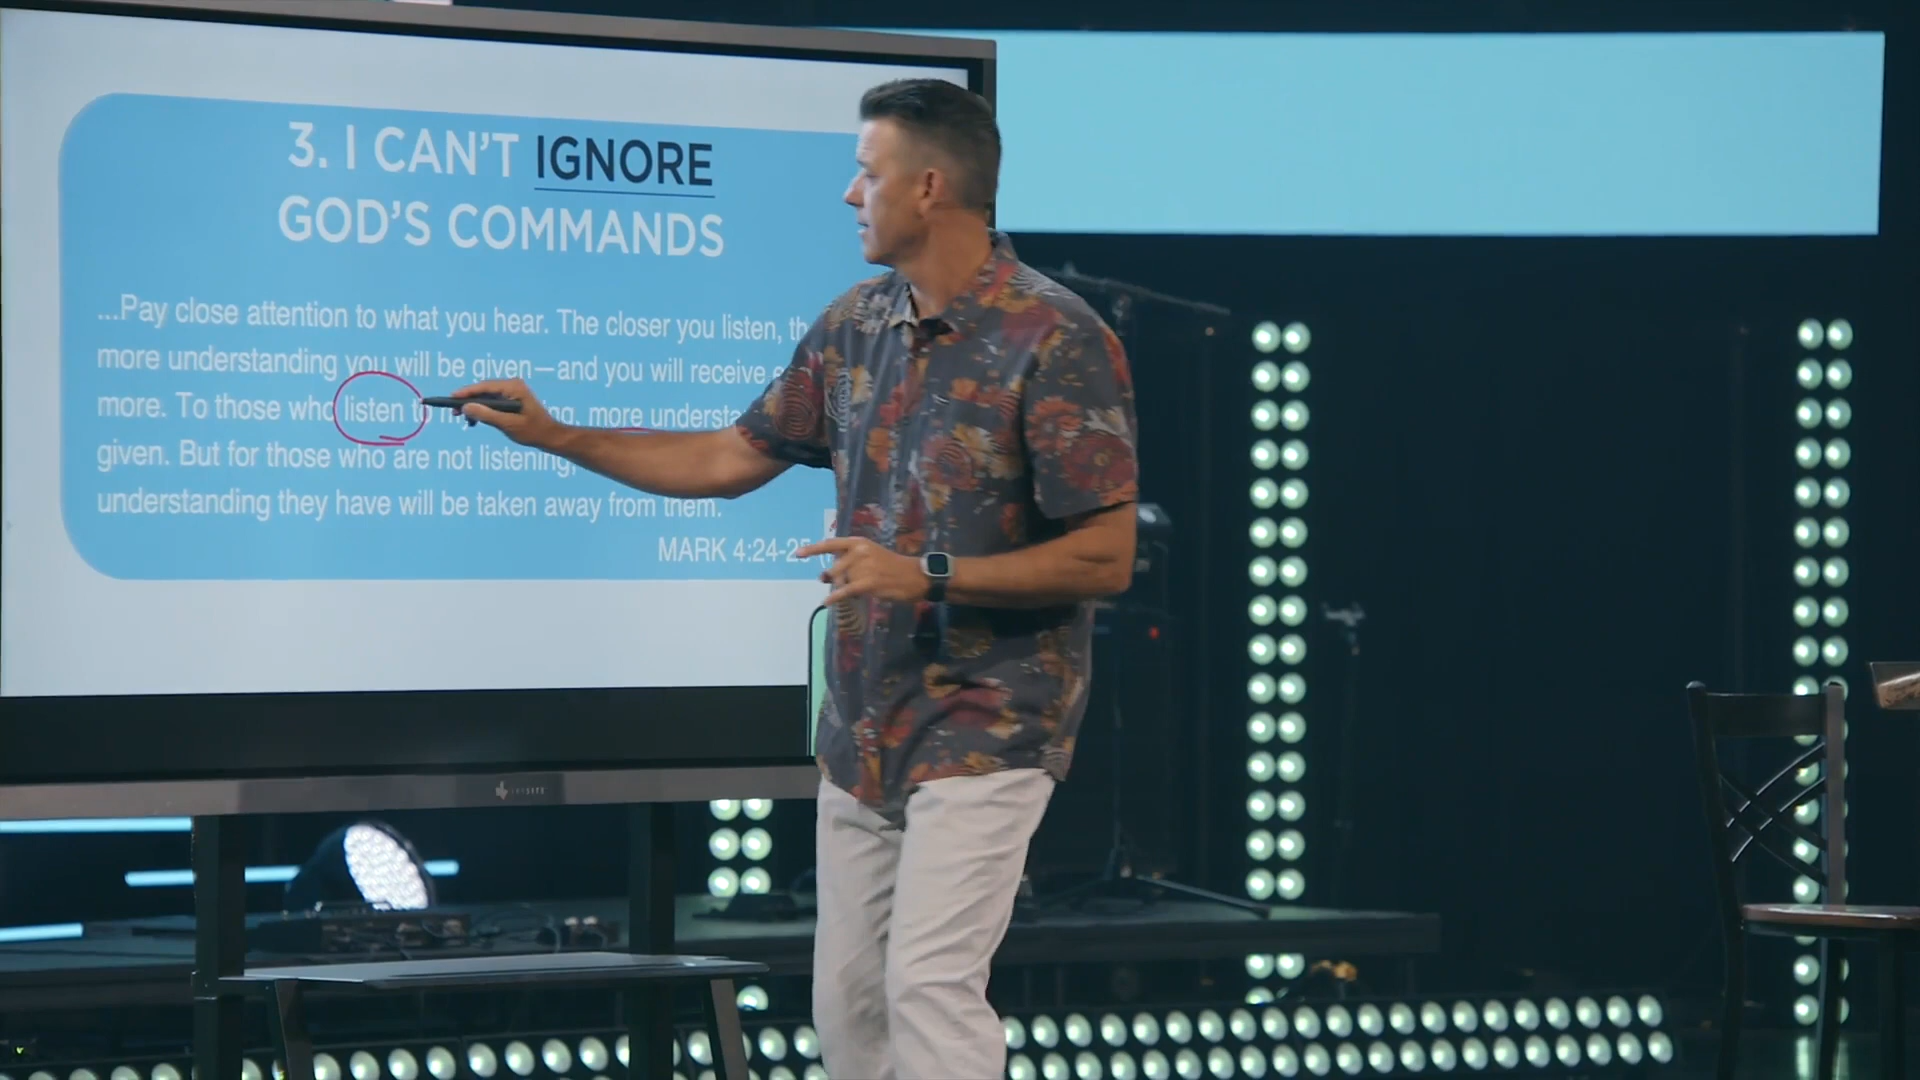 3. I CAN'T IGNORE
GOD'S COMMANDS
...Pay close attention to what you hear. The closer you listen,
more understanding you will be given—and you will receive
more. To those who listen to more
given. But for those who are not listening,
understanding they have will be taken away from them.
MARK 4:24-25